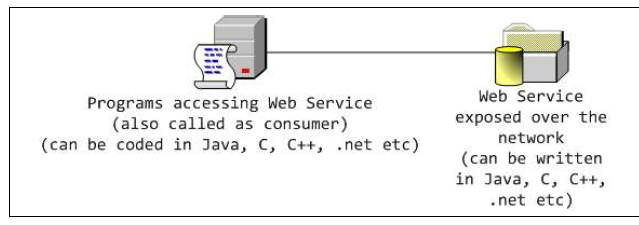 Programs accessing Web Service
(also called as consumer)
(can be coded in Java, C, C++, .net etc)
Web Service
exposed over the
network
(can be written
in Java, C, C++,
.net etc)